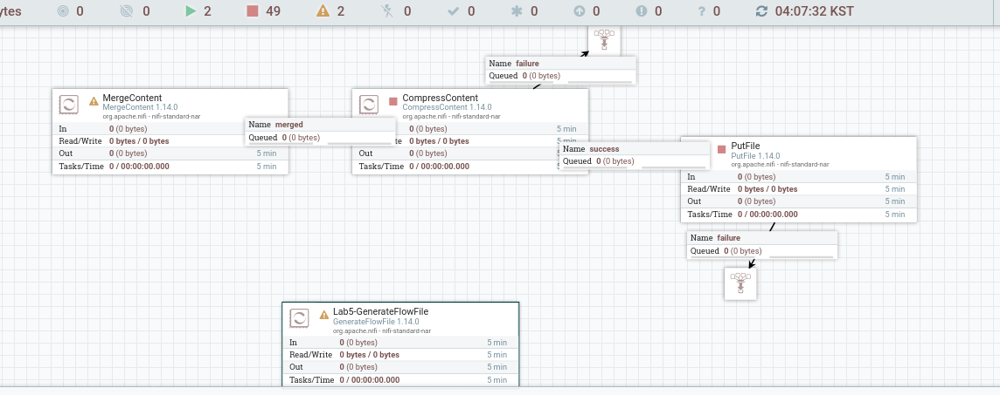 ytes 0 0 2 49 2 0 0 0 0 0 ? 0 04:07:32 KST
Name failure
Queued 0 (0 bytes)
MergeContent
MergeContent 1.14.0
org.apache.nifi - nifi-standard-nar
In 0 (0 bytes)
Read/Write 0 bytes / 0 bytes
Out 0 (0 bytes) 5 min
Tasks/Time 0 / 00:00:00.000 5 min
Name merged
Queued 0 (0 bytes)
CompressContent
CompressContent 1.14.0
org.apache.nifi - nifi-standard-nar
0 (0 bytes) 5 min
te 0 bytes / 0 bytes
Out 0 (0 bytes)
Tasks/Time 0 / 00:00:00.000
Name success
Queued 0 (0 bytes)
PutFile
PutFile 1.14.0
org.apache.nifi - nifi-standard-nar
In 0 (0 bytes) 5 min
Read/Write 0 bytes / 0 bytes 5 min
Out 0 (0 bytes) 5 min
Tasks/Time 0 / 00:00:00.000 5 min
Name failure
Queued 0 (0 bytes)
Lab5-GenerateFlowFile
GenerateFlowFile 1.14.0
org.apache.nifi - nifi-standard-nar
In 0 (0 bytes) 5 min
Read/Write 0 bytes / 0 bytes 5 min
Out 0 (0 bytes) 5 min
Tasks/Time 0 / 00:00:00.000 5 min